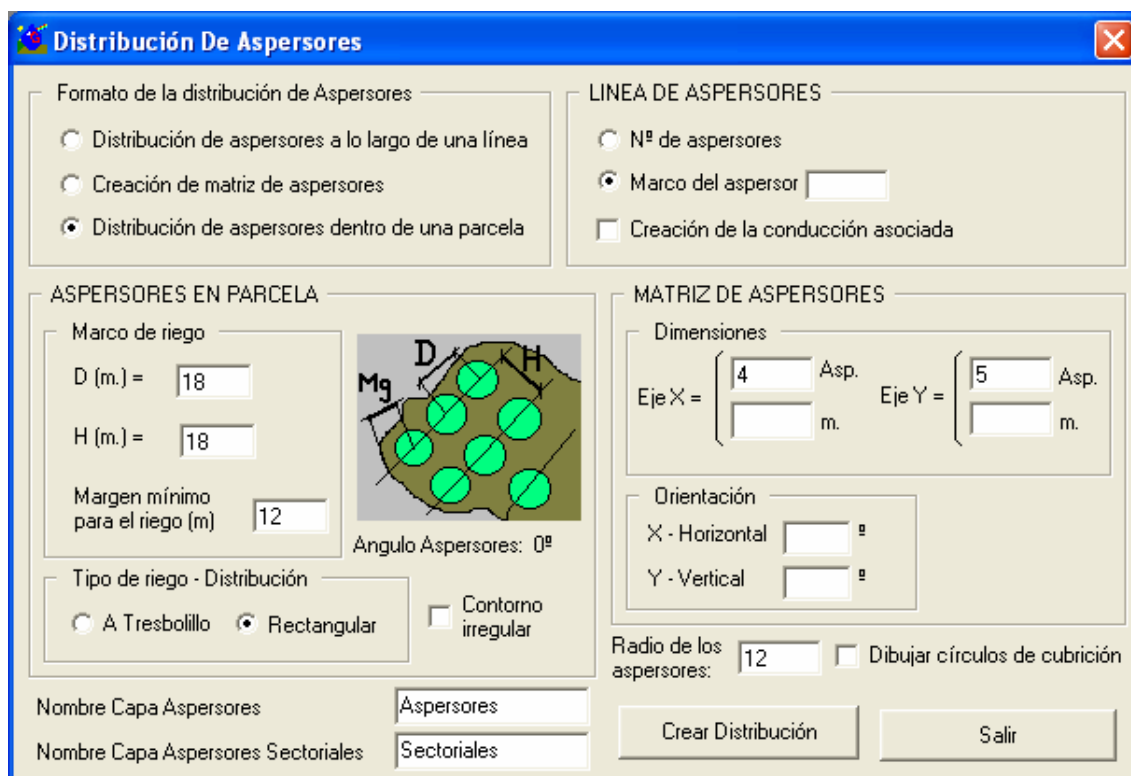 Distribución De Aspersores
Formato de la distribución de Aspersores
Distribución de aspersores a lo largo de una línea
Creación de matriz de aspersores
Distribución de aspersores dentro de una parcela
LINEA DE ASPERSORES
Nº de aspersores
Marco del aspersor
Creación de la conducción asociada
ASPERSORES EN PARCELA
Marco de riego
D (m.) = 18
H (m.) = 18
Margen mínimo
para el riego (m) 12
D H
Mg
Angulo Aspersores: 0º
Tipo de riego - Distribución
A Tresbolillo Rectangular
Contorno
irregular
MATRIZ DE ASPERSORES
Dimensiones
Eje X = 4 Asp.
m.
Eje Y = 5 Asp.
m.
Orientación
X - Horizontal º
Y - Vertical º
Radio de los
aspersores: 12
Dibujar círculos de cubrición
Nombre Capa Aspersores Aspersores
Nombre Capa Aspersores Sectoriales Sectoriales
Crear Distribución
Salir